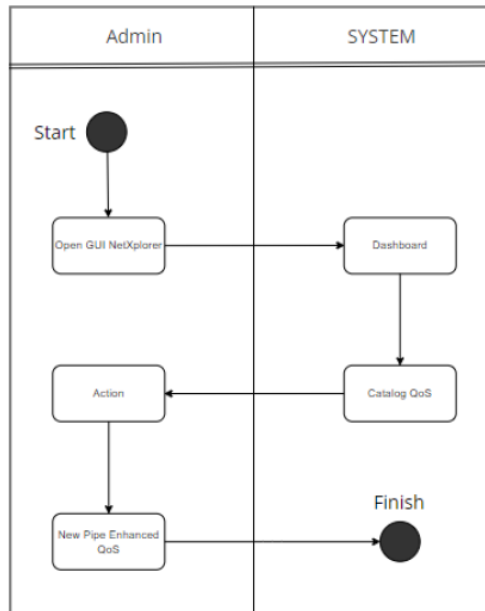 Admin
SYSTEM
Start
Open GUI NetXplorer
Dashboard
Action
Catalog QoS
Finish
New Pipe Enhanced
QoS